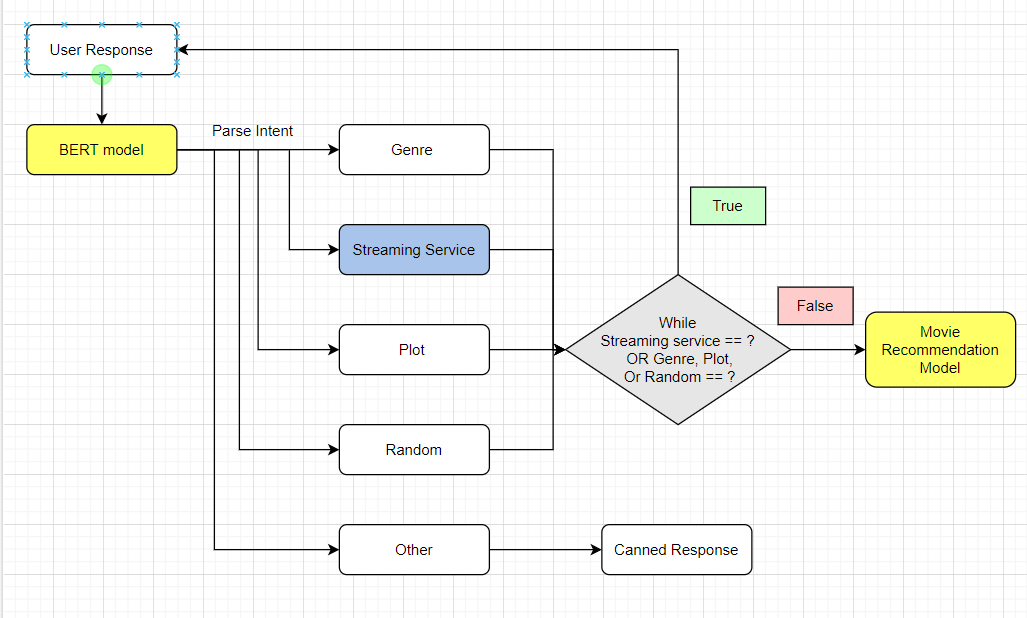 User Response
BERT model
Parse Intent
Genre
Streaming Service
Plot
Random
Other
Canned Response
While
Streaming service == ?
OR Genre, Plot,
Or Random == ?
True
False
Movie
Recommendation
Model